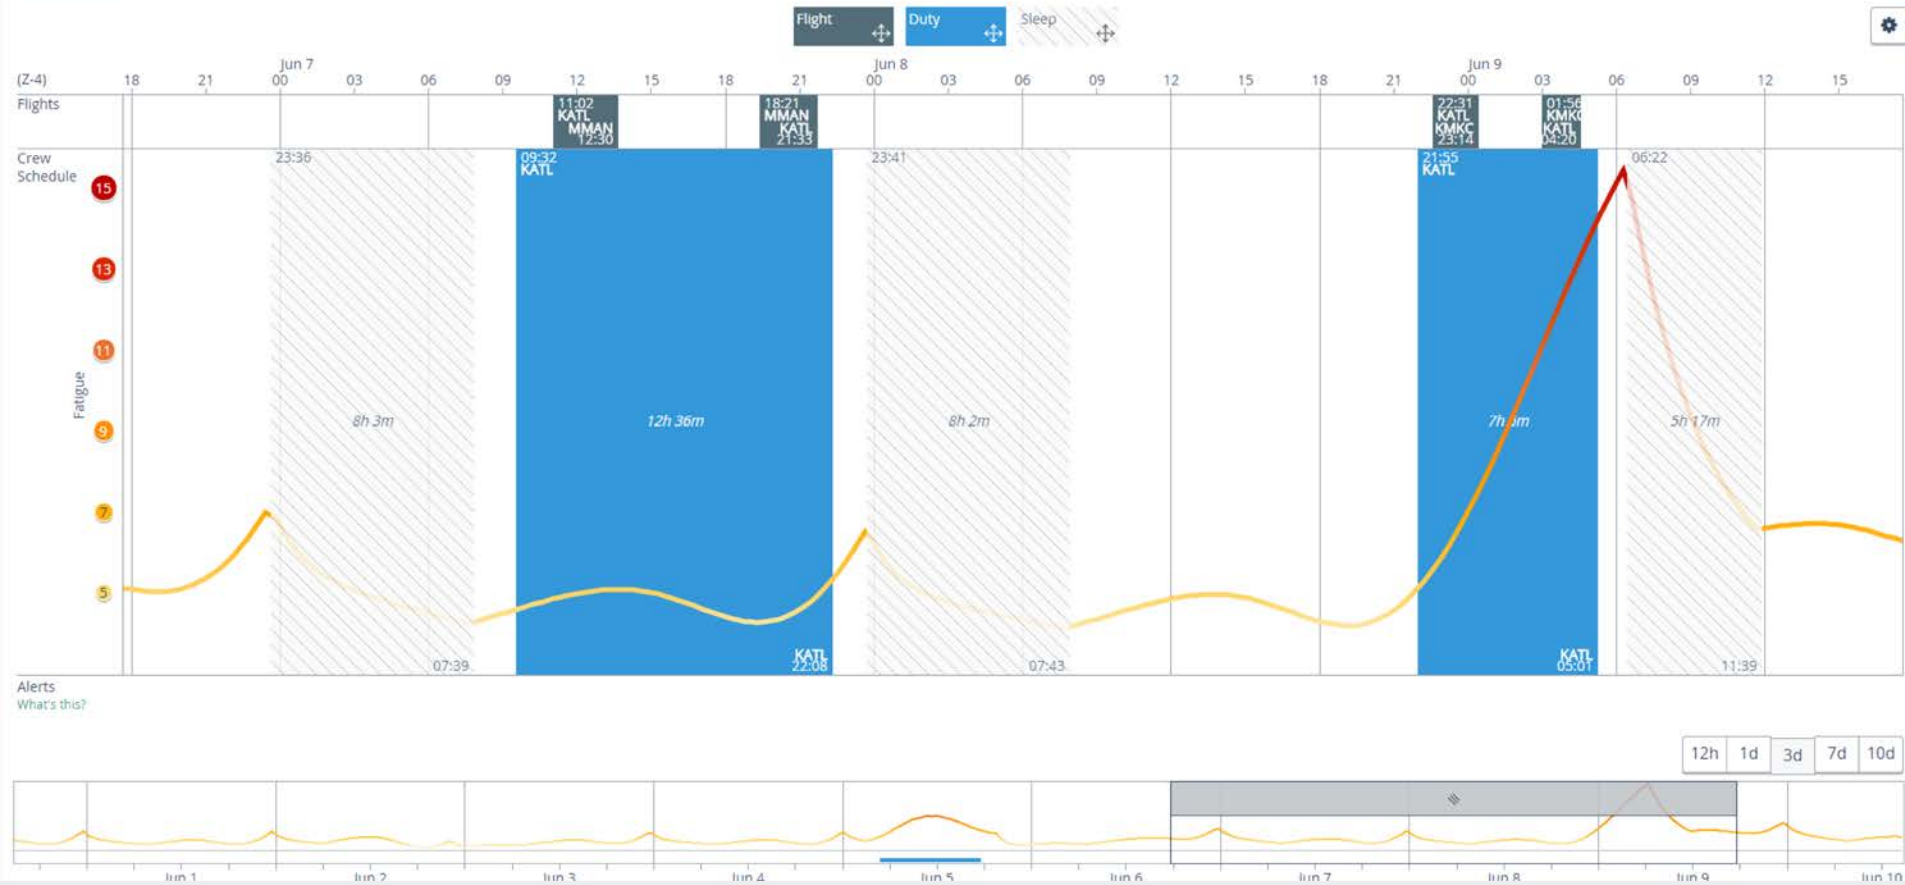 Flight
Duty
Sleep
Jun 7
Jun 8
Jun 9
(Z-4) 18 21 00 03 06 09 12 15 18 21 00 03 06 09 12 15 18 21 00 03 06 09 12 15
Flights
11:02
KATL
MMAN
12:30
18:21
MMAN
KATL
21:33
22:31
KATL
KMKC
23:14
01:56
KMKC
KATL
04:20
Crew
Schedule
23:36
09:32
KATL
23:41
21:55
KATL
06:22
15
13
11
9
7
5
Fatigue
8h 3m
12h 36m
8h 2m
5h 17m
07:39
KATL
22:08
07:43
KATL
05:01
11:39
Alerts
What's this?
12h 1d 3d 7d 10d
Jun 1 Jun 2 Jun 3 Jun 4 Jun 5 Jun 6 Jun 7 Jun 8 Jun 9 Jun 10